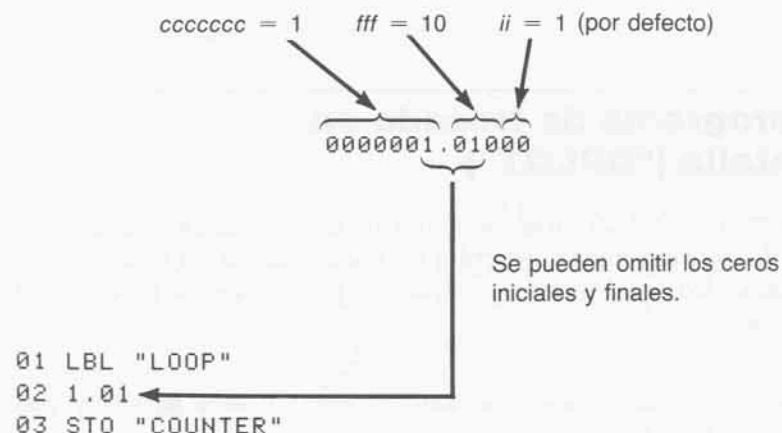 ccccccc = 1 fff = 10 ii = 1 (por defecto)
0000001.01000
Se pueden omitir los ceros
iniciales y finales.
01 LBL "LOOP"
02 1.01
03 STO "COUNTER"